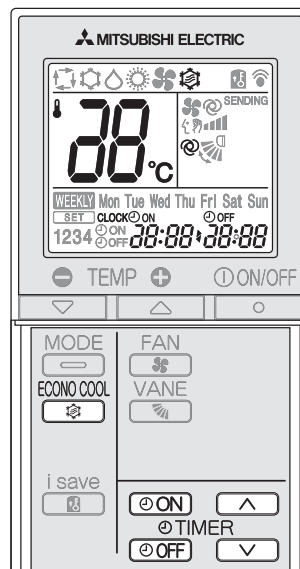 MITSUBISHI ELECTRIC
SENDING
88°C
WEEKLY Mon Tue Wed Thu Fri Sat Sun
SET CLOCK ON OFF
1234 ON OFF 88:88 88:88
TEMP ON/OFF
MODE FAN
ECONO COOL VANE
i save
ON
TIMER
OFF